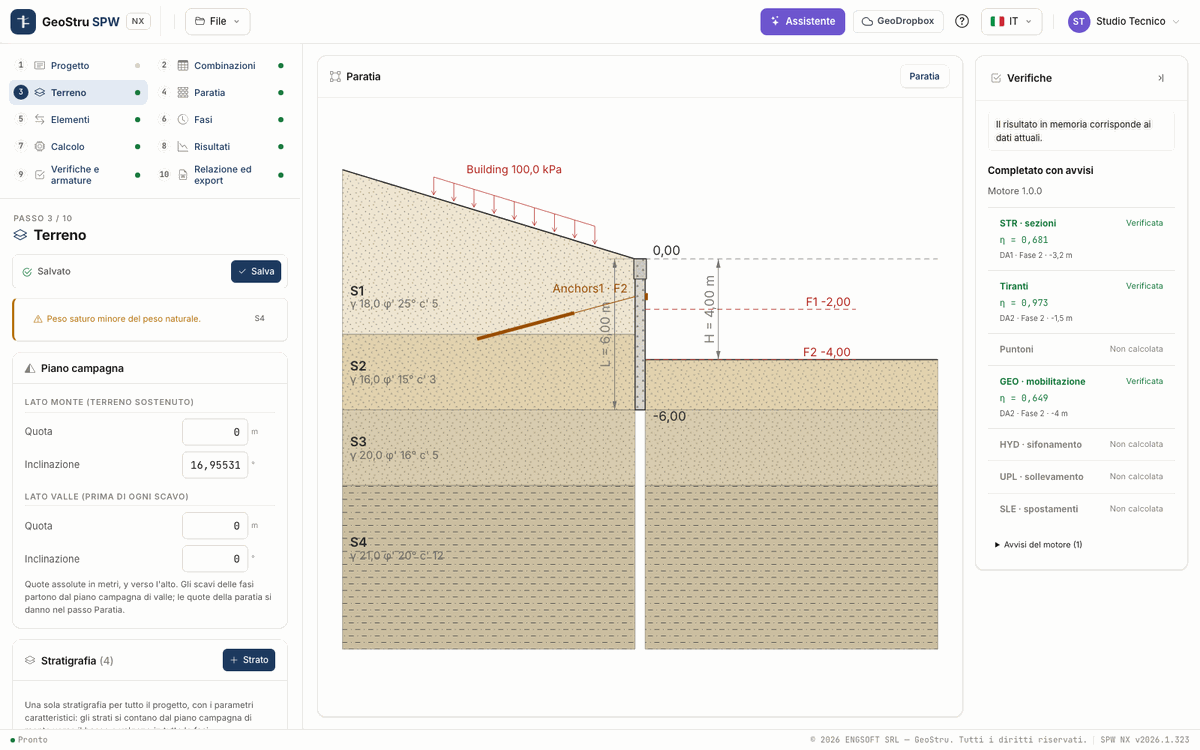 GeoStru SPW NX
File
Assistente
GeoDropbox
IT
ST Studio Tecnico
1 Progetto
2 Combinazioni
3 Terreno
4 Paratia
5 Elementi
6 Fasi
7 Calcolo
8 Risultati
9 Verifiche e
armature
10 Relazione ed
export
PASSO 3 / 10
Terreno
Salvato
Salva
Peso saturo minore del peso naturale.
S4
Piano campagna
LATO MONTE (TERRENO SOSTENUTO)
Quota 0 m
Inclinazione 16,95531 °
LATO VALLE (PRIMA DI OGNI SCAVO)
Quota 0 m
Inclinazione 0 °
Quote assolute in metri, y verso l'alto. Gli scavi delle fasi
partono dal piano campagna di valle; le quote della paratia si
danno nel passo Paratia.
Stratigrafia (4)
+ Strato
Una sola stratigrafia per tutto il progetto, con i parametri
caratteristici: gli strati si contano dal piano campagna di
Paratia
Paratia
Building 100,0 kPa
0,00
S1
γ 18,0 φ' 25° c' 5
Anchors1 · F2
L = 6,00 m
H = 4,00 m
F1 -2,00
F2 -4,00
S2
γ 16,0 φ' 15° c' 3
-6,00
S3
γ 20,0 φ' 16° c' 5
S4
γ 21,0 φ' 20° c' 12
Verifiche
Il risultato in memoria corrisponde ai
dati attuali.
Completato con avvisi
Motore 1.0.0
STR · sezioni Verificata
η = 0,681
DA1 · Fase 2 · -3,2 m
Tiranti Verificata
η = 0,973
DA2 · Fase 2 · -1,5 m
Puntoni Non calcolata
GEO · mobilitazione Verificata
η = 0,649
DA2 · Fase 2 · -4 m
HYD · sifonamento Non calcolata
UPL · sollevamento Non calcolata
SLE · spostamenti Non calcolata
Avvisi del motore (1)
Pronto
© 2026 ENGSOFT SRL — GeoStru. Tutti i diritti riservati.
SPW NX v2026.1.323